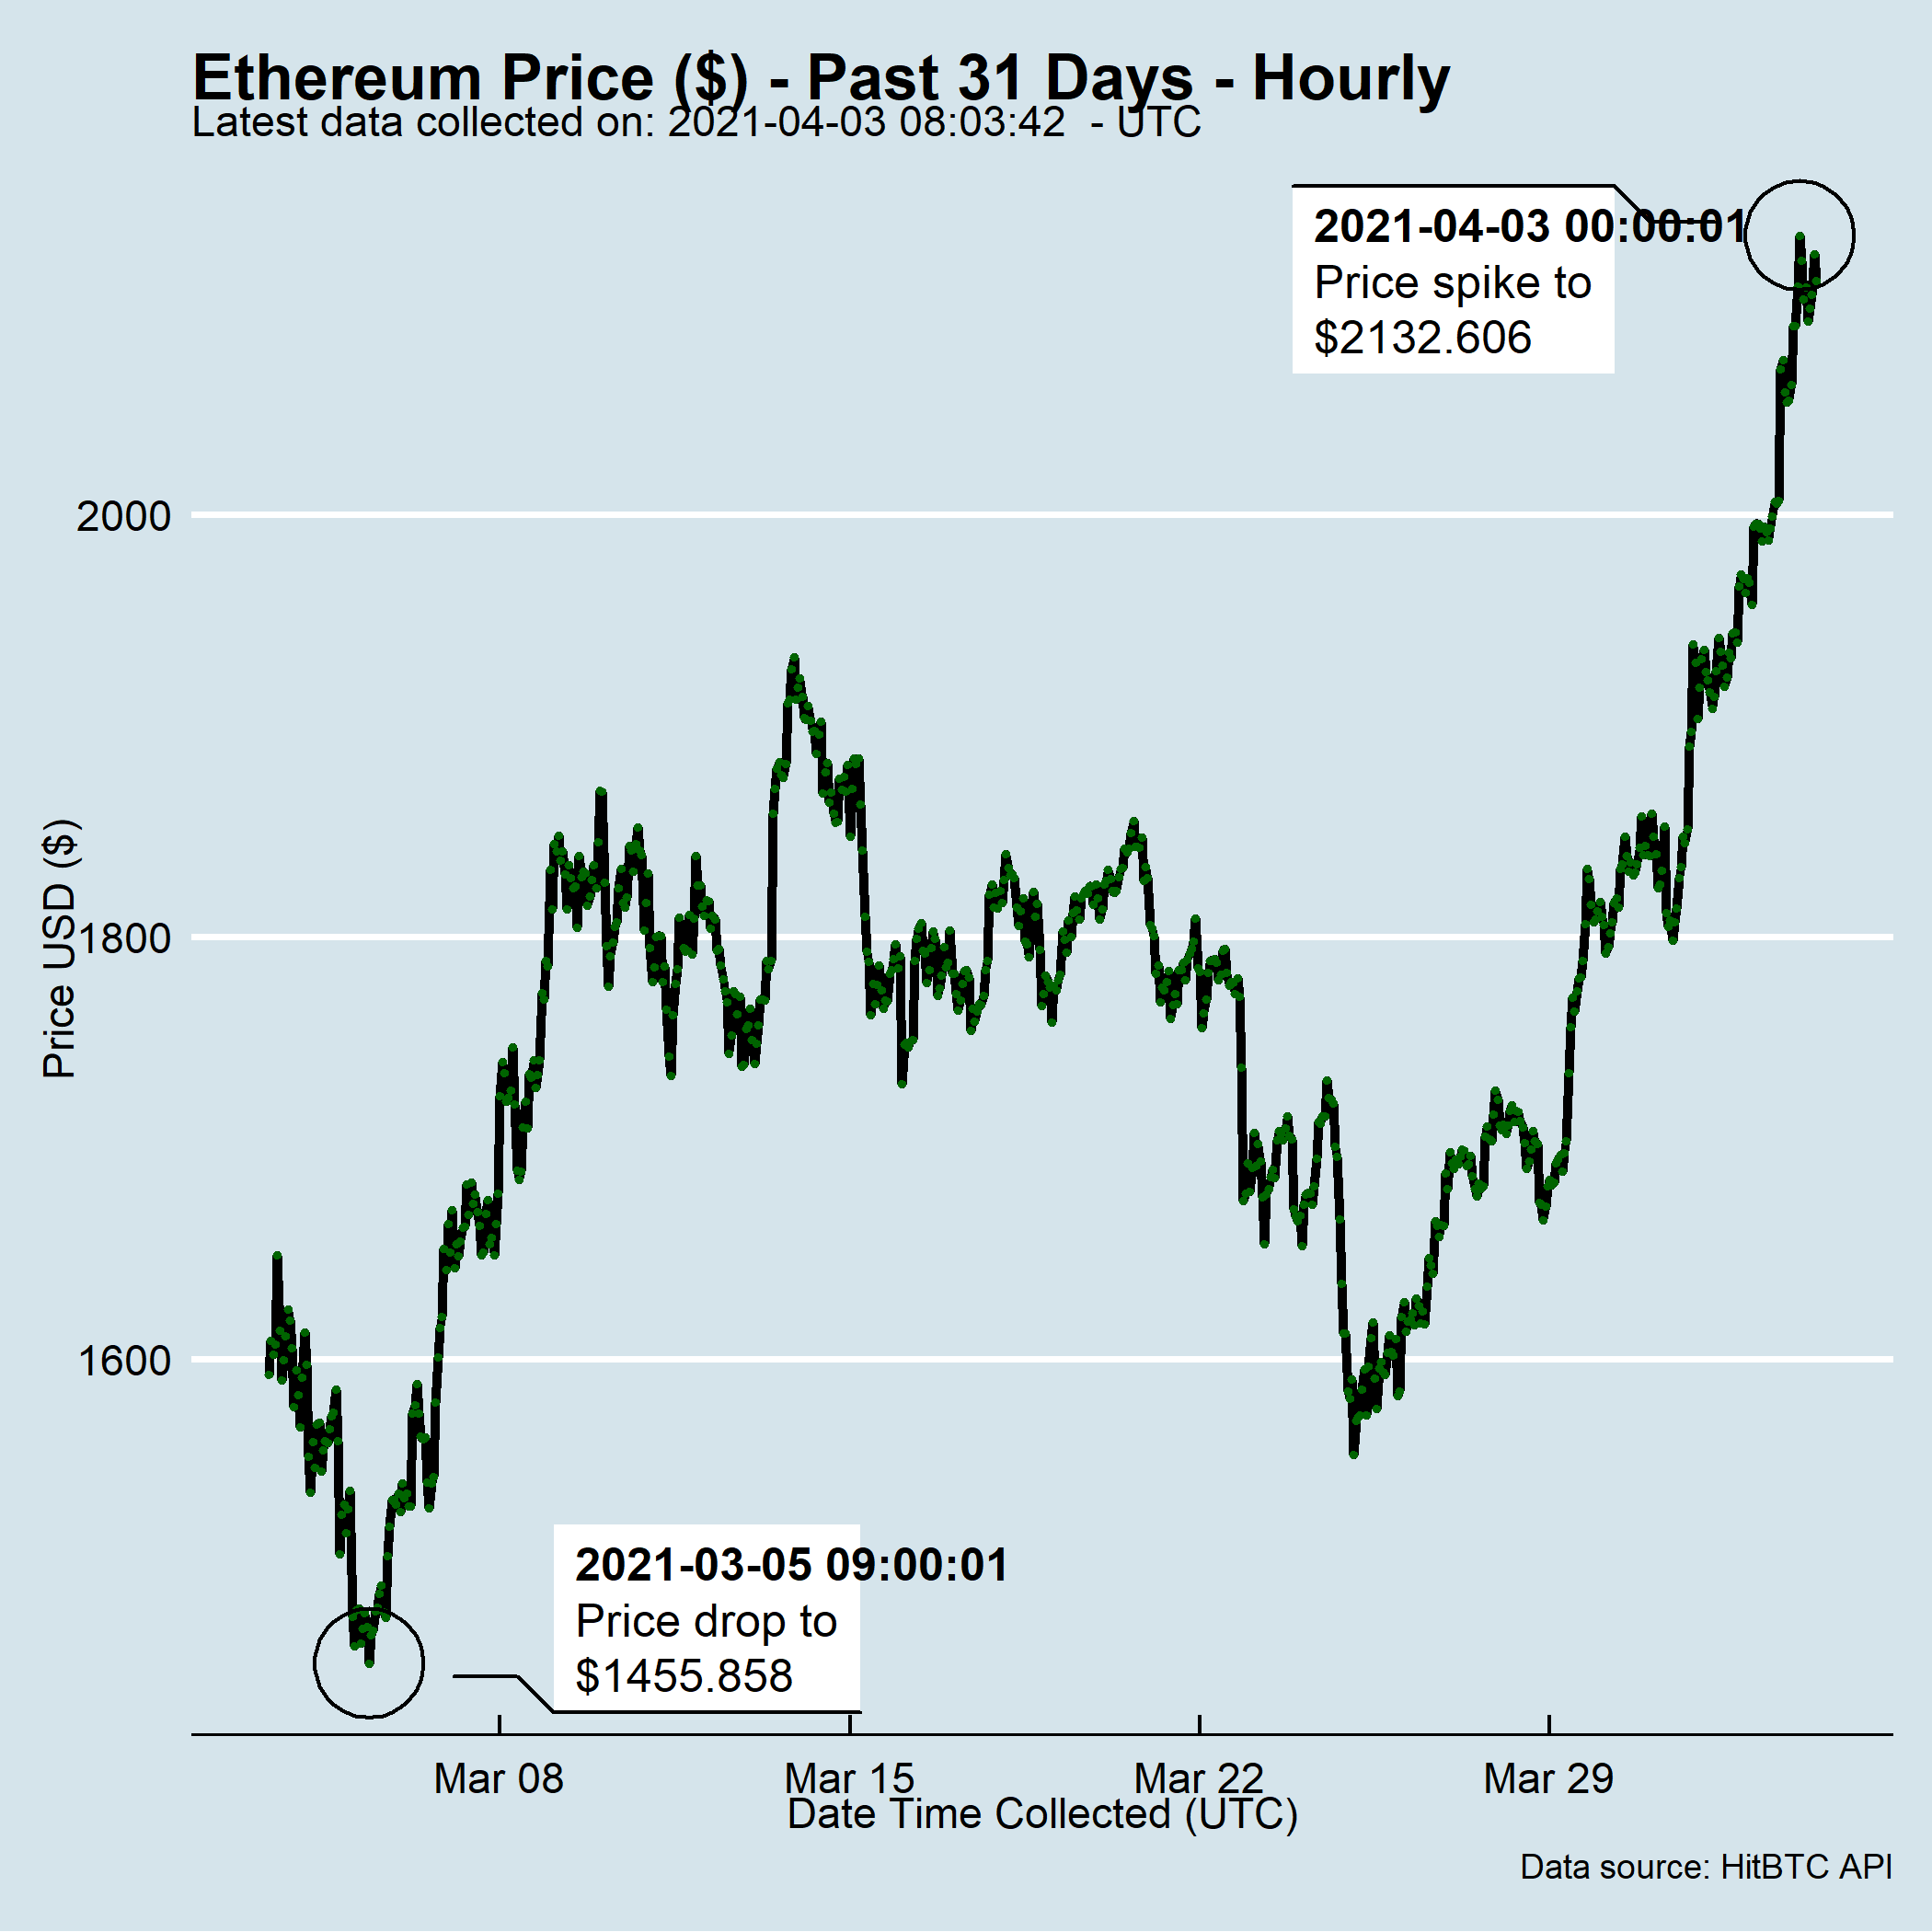 Ethereum Price ($) - Past 31 Days - Hourly
Latest data collected on: 2021-04-03 08:03:42  - UTC
2021-04-03 00:00:01
Price spike to
$2132.606
2000
1800
1600
Price USD ($)
2021-03-05 09:00:01
Price drop to
$1455.858
Mar 08
Mar 15
Mar 22
Mar 29
Date Time Collected (UTC)
Data source: HitBTC API